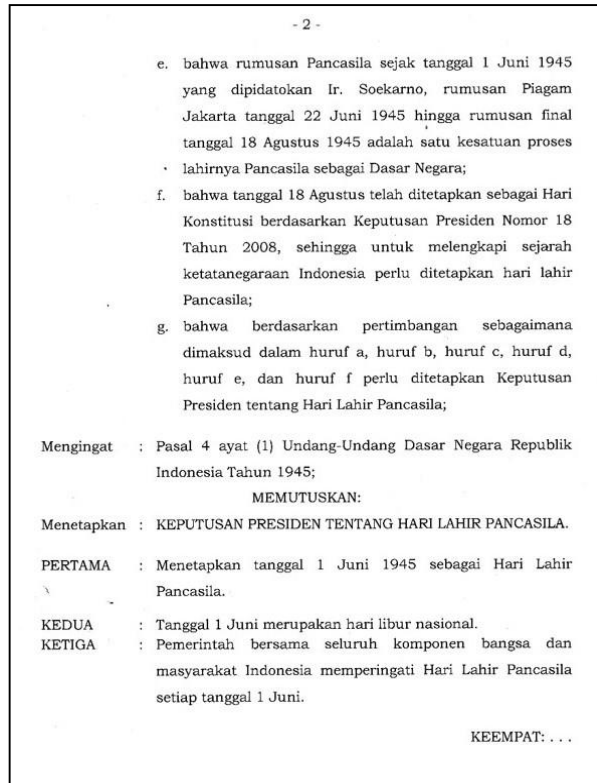 - 2 -
e. bahwa rumusan Pancasila sejak tanggal 1 Juni 1945
yang dipidatokan Ir. Soekarno, rumusan Piagam
Jakarta tanggal 22 Juni 1945 hingga rumusan final
tanggal 18 Agustus 1945 adalah satu kesatuan proses
lahirnya Pancasila sebagai Dasar Negara;
f. bahwa tanggal 18 Agustus telah ditetapkan sebagai Hari
Konstitusi berdasarkan Keputusan Presiden Nomor 18
Tahun 2008, sehingga untuk melengkapi sejarah
ketatanegaraan Indonesia perlu ditetapkan hari lahir
Pancasila;
g. bahwa berdasarkan pertimbangan sebagaimana
dimaksud dalam huruf a, huruf b, huruf c, huruf d,
huruf e, dan huruf f perlu ditetapkan Keputusan
Presiden tentang Hari Lahir Pancasila;
Mengingat : Pasal 4 ayat (1) Undang-Undang Dasar Negara Republik
Indonesia Tahun 1945;
MEMUTUSKAN:
Menetapkan : KEPUTUSAN PRESIDEN TENTANG HARI LAHIR PANCASILA.
PERTAMA : Menetapkan tanggal 1 Juni 1945 sebagai Hari Lahir
Pancasila.
KEDUA : Tanggal 1 Juni merupakan hari libur nasional.
KETIGA : Pemerintah bersama seluruh komponen bangsa dan
masyarakat Indonesia memperingati Hari Lahir Pancasila
setiap tanggal 1 Juni.
KEEMPAT: . . .